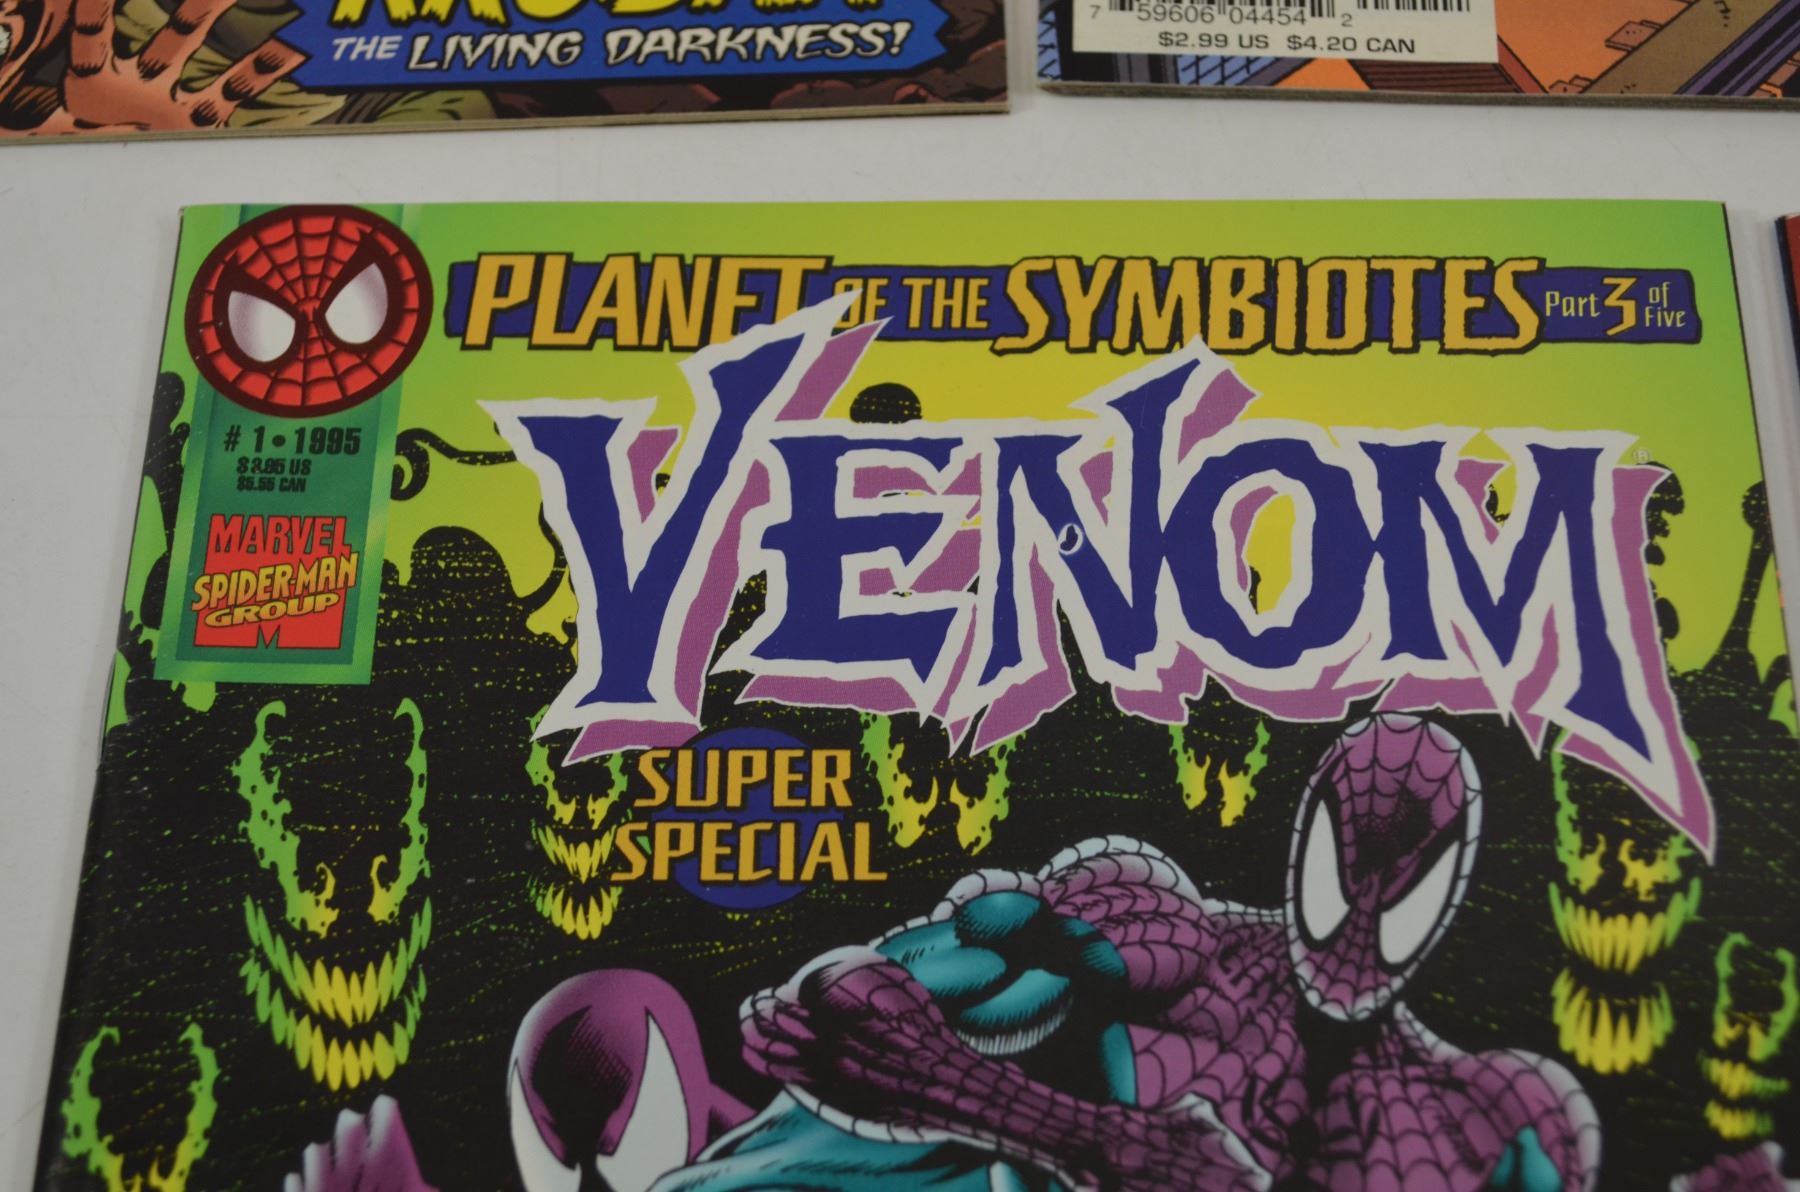 THE LIVING DARKNESS!
7 59606 04454 2
$2.99 US $4.20 CAN
PLANET OF THE SYMBIOTES Part 3 of Five
VENOM®
# 1 • 1995
$3.95 US
$5.55 CAN
MARVEL
SPIDER-MAN
GROUP
SUPER
SPECIAL